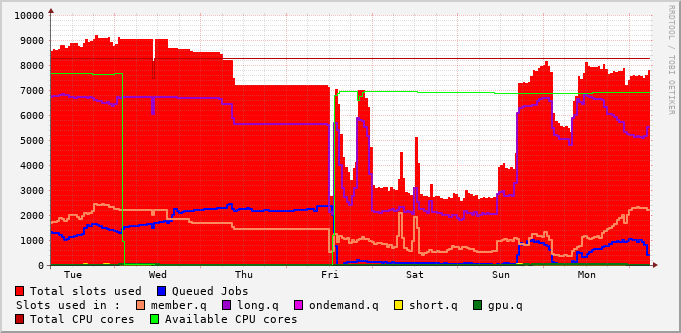 10000
9000
8000
7000
6000
5000
4000
3000
2000
1000
0
Tue Wed Thu Fri Sat Sun Mon
RRDTOOL / TOBI OETIKER
Total slots used Queued Jobs
Slots used in : member.q long.q ondemand.q short.q gpu.q
Total CPU cores Available CPU cores